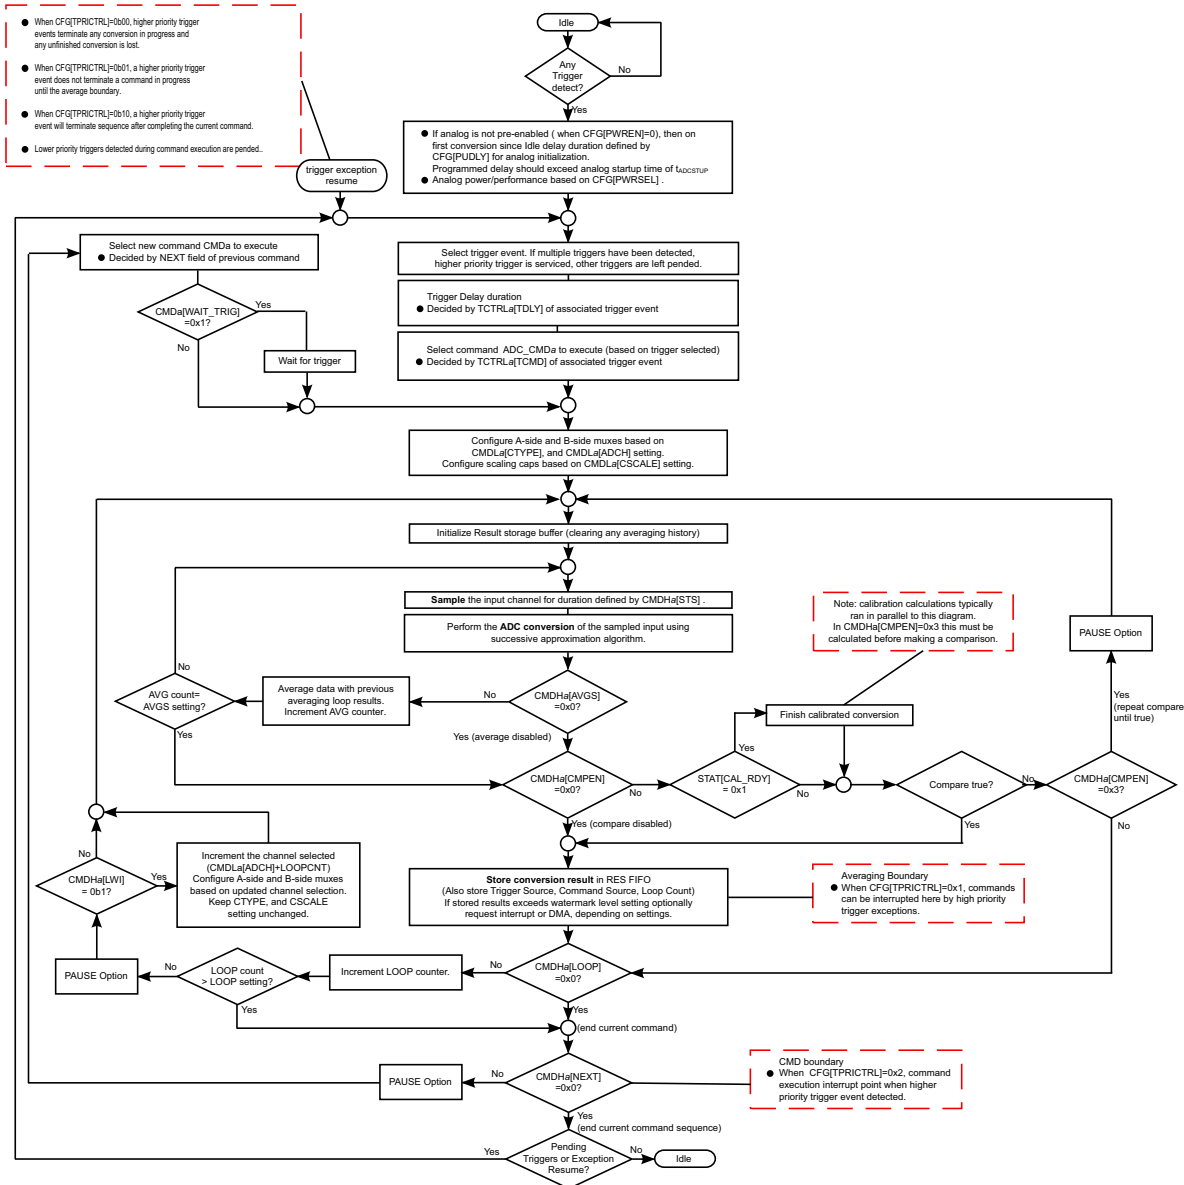 ● When CFG[TPRICTRL]=0b00, higher priority trigger
events terminate any conversion in progress and
any unfinished conversion is lost.
● When CFG[TPRICTRL]=0b01, a higher priority trigger
event does not terminate a command in progress
until the average boundary.
● When CFG[TPRICTRL]=0b10, a higher priority trigger
event will terminate sequence after completing the current command.
● Lower priority triggers detected during command execution are pended..
Idle
Any
Trigger
detect?
No
Yes
● If analog is not pre-enabled ( when CFG[PWREN]=0), then on
first conversion since Idle delay duration defined by
CFG[PUDLY] for analog initialization.
Programmed delay should exceed analog startup time of tADCSTUP
● Analog power/performance based on CFG[PWRSEL] .
trigger exception
resume
Select new command CMDa to execute
● Decided by NEXT field of previous command
Select trigger event. If multiple triggers have been detected,
higher priority trigger is serviced, other triggers are left pended.
CMDa[WAIT_TRIG]
=0x1?
Yes
No
Trigger Delay duration
● Decided by TCTRLa[TDLY] of associated trigger event
Wait for trigger
Select command ADC_CMDa to execute (based on trigger selected)
● Decided by TCTRLa[TCMD] of associated trigger event
Configure A-side and B-side muxes based on
CMDLa[CTYPE], and CMDLa[ADCH] setting.
Configure scaling caps based on CMDLa[CSCALE] setting.
Initialize Result storage buffer (clearing any averaging history)
Sample the input channel for duration defined by CMDHa[STS] .
Perform the ADC conversion of the sampled input using
successive approximation algorithm.
Note: calibration calculations typically
ran in parallel to this diagram.
In CMDHa[CMPEN]=0x3 this must be
calculated before making a comparison.
PAUSE Option
No
AVG count=
AVGS setting?
Yes
Average data with previous
averaging loop results.
Increment AVG counter.
No
CMDHa[AVGS]
=0x0?
Yes (average disabled)
Finish calibrated conversion
Yes
(repeat compare
until true)
CMDHa[CMPEN]
=0x0?
No
Yes
STAT[CAL_RDY]
= 0x1
No
Compare true?
No
Yes
CMDHa[CMPEN]
=0x3?
No
Yes (compare disabled)
No
CMDHa[LWI]
= 0b1?
Yes
Increment the channel selected
(CMDLa[ADCH]+LOOPCNT)
Configure A-side and B-side muxes
based on updated channel selection.
Keep CTYPE, and CSCALE
setting unchanged.
Store conversion result in RES FIFO
(Also store Trigger Source, Command Source, Loop Count)
If stored results exceeds watermark level setting optionally
request interrupt or DMA, depending on settings.
Averaging Boundary
● When CFG[TPRICTRL]=0x1, commands
can be interrupted here by high priority
trigger exceptions.
PAUSE Option
No
LOOP count
> LOOP setting?
Yes
Increment LOOP counter.
No
CMDHa[LOOP]
=0x0?
Yes
(end current command)
PAUSE Option
No
CMDHa[NEXT]
=0x0?
CMD boundary
● When CFG[TPRICTRL]=0x2, command
execution interrupt point when higher
priority trigger event detected.
Yes
(end current command sequence)
Yes
Pending
Triggers or Exception
Resume?
No
Idle